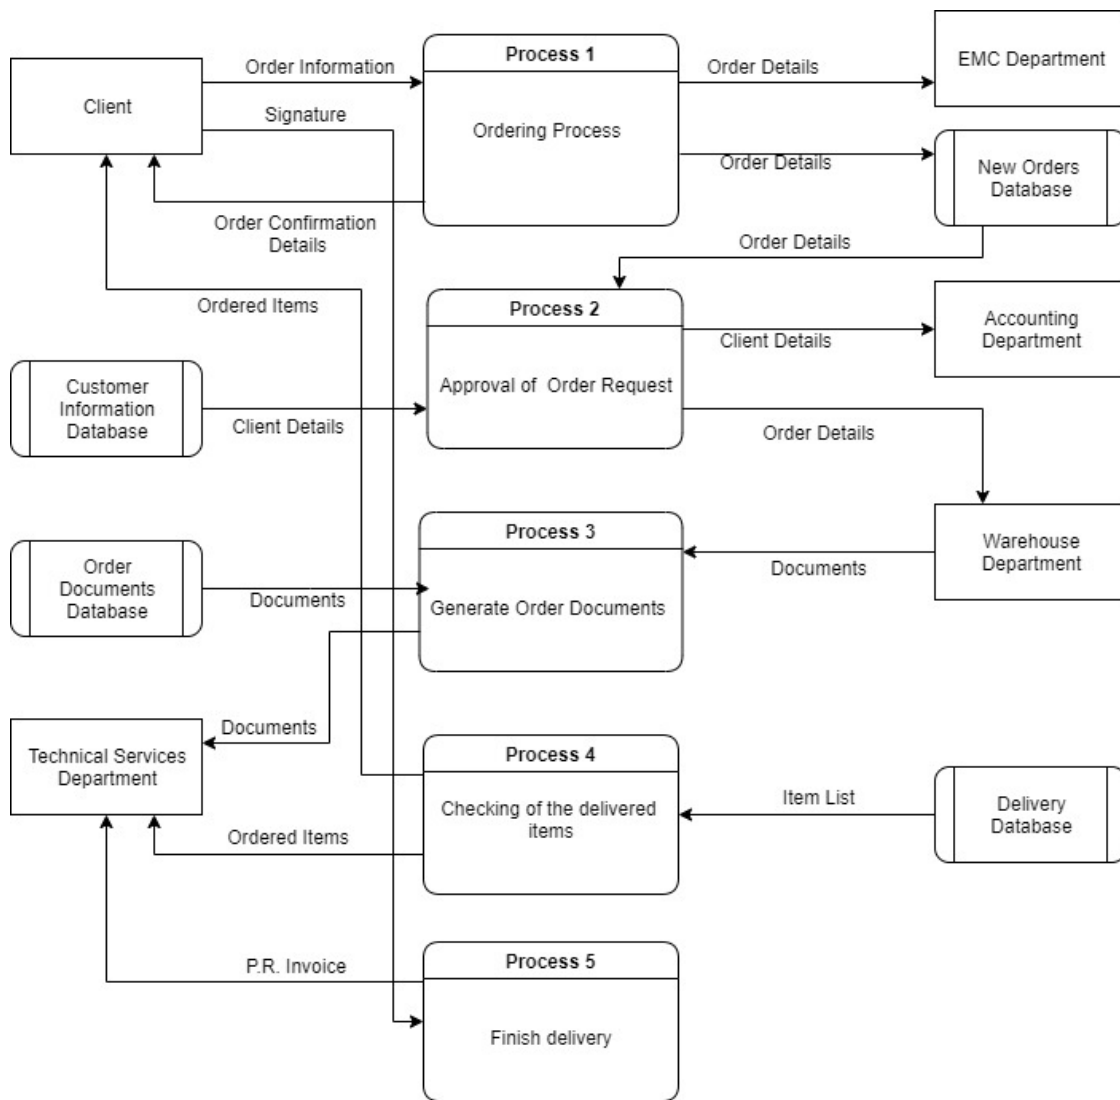 Process 1
EMC Department
Order Information
Order Details
Client
Signature
Ordering Process
Order Details
New Orders
Database
Order Confirmation
Details
Order Details
Ordered Items
Process 2
Accounting
Department
Client Details
Customer
Information
Database
Approval of Order Request
Client Details
Order Details
Process 3
Warehouse
Department
Order
Documents
Database
Documents
Documents
Generate Order Documents
Documents
Technical Services
Department
Process 4
Item List
Checking of the delivered
items
Delivery
Database
Ordered Items
P.R. Invoice
Process 5
Finish delivery